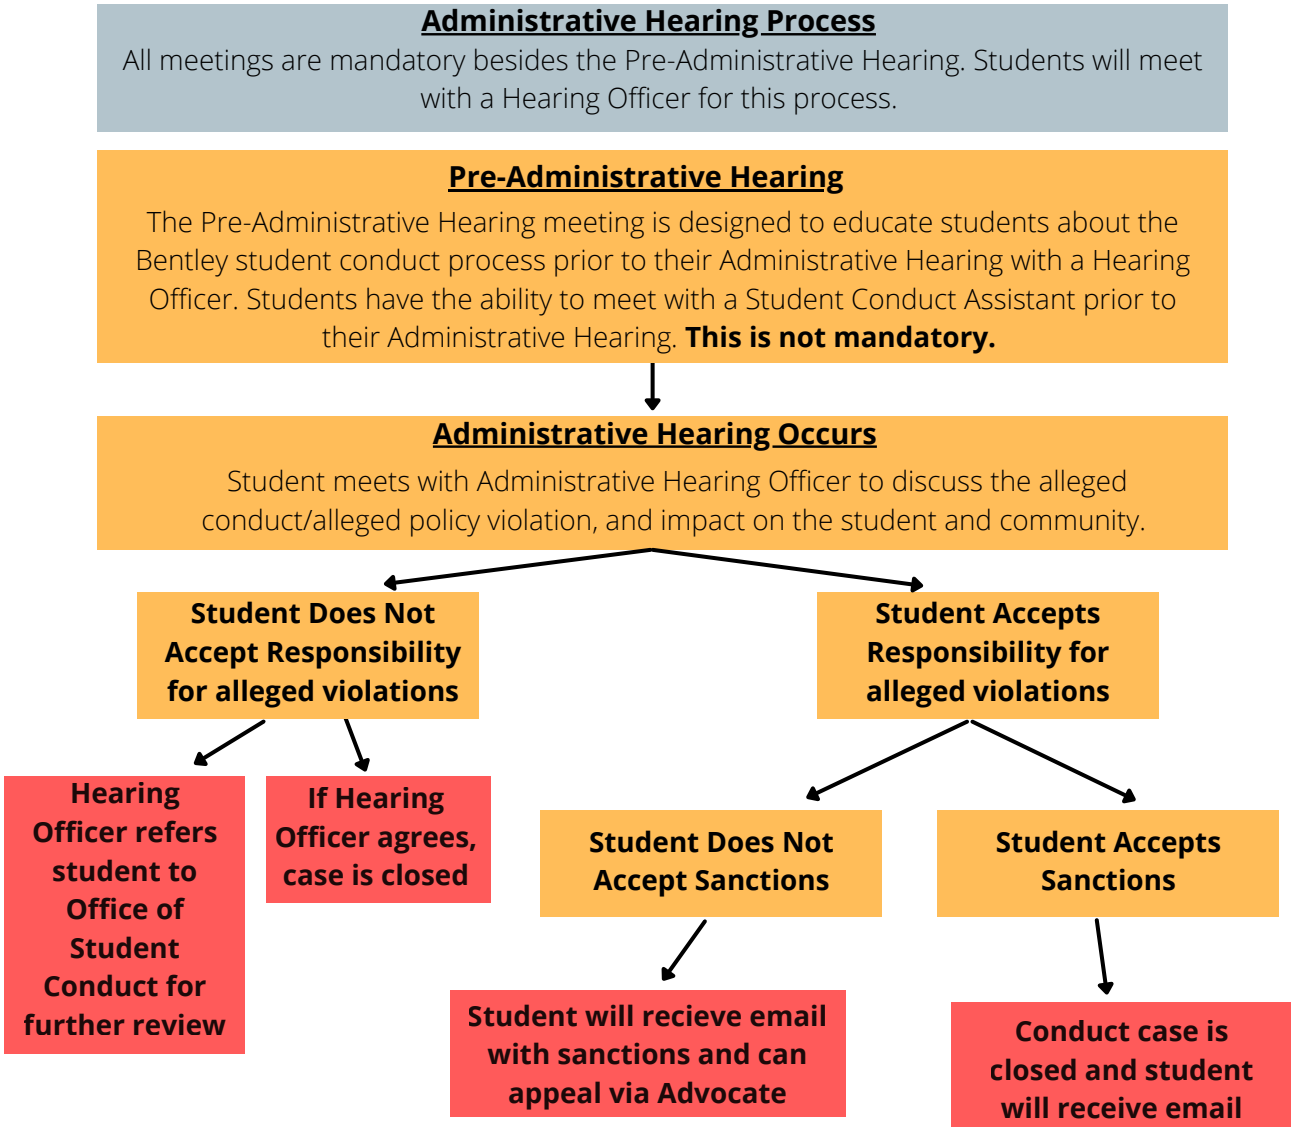 Administrative Hearing Process
All meetings are mandatory besides the Pre-Administrative Hearing. Students will meet
with a Hearing Officer for this process.
Pre-Administrative Hearing
The Pre-Administrative Hearing meeting is designed to educate students about the
Bentley student conduct process prior to their Administrative Hearing with a Hearing
Officer. Students have the ability to meet with a Student Conduct Assistant prior to
their Administrative Hearing. This is not mandatory.
Administrative Hearing Occurs
Student meets with Administrative Hearing Officer to discuss the alleged
conduct/alleged policy violation, and impact on the student and community.
Student Does Not
Accept Responsibility
for alleged violations
Student Accepts
Responsibility for
alleged violations
Hearing
Officer refers
student to
Office of
Student
Conduct for
further review
If Hearing
Officer agrees,
case is closed
Student Does Not
Accept Sanctions
Student Accepts
Sanctions
Student will recieve email
with sanctions and can
appeal via Advocate
Conduct case is
closed and student
will receive email